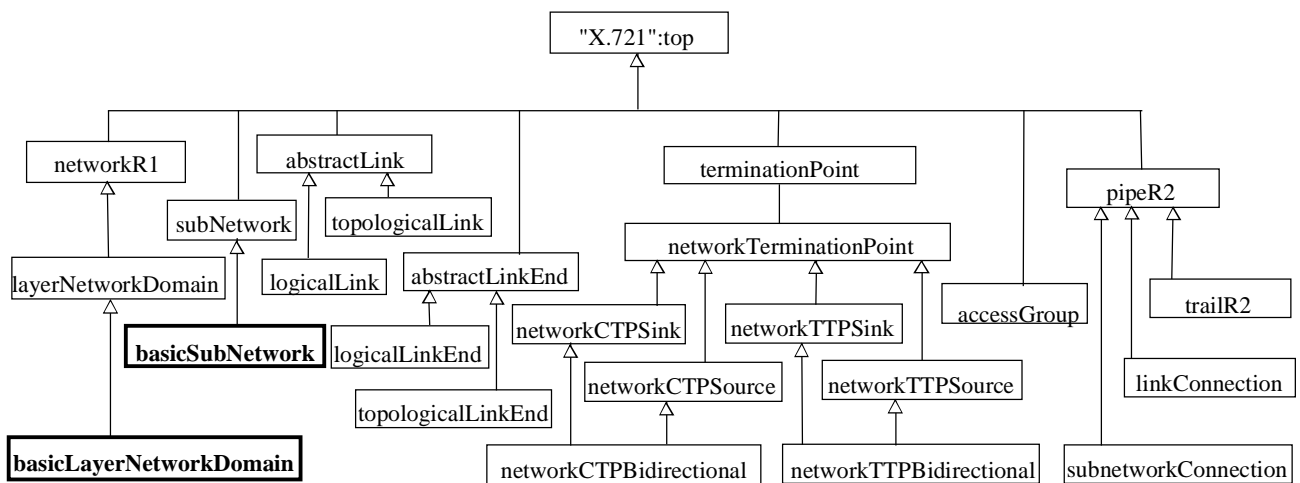 "X.721":top
networkR1
abstractLink
terminationPoint
pipeR2
subNetwork
topologicalLink
networkTerminationPoint
layerNetworkDomain
logicalLink
abstractLinkEnd
trailR2
accessGroup
networkCTPSink
networkTTPSink
basicSubNetwork
logicalLinkEnd
linkConnection
networkCTPSource
networkTTPSource
topologicalLinkEnd
basicLayerNetworkDomain
networkCTPBidirectional
networkTTPBidirectional
subnetworkConnection